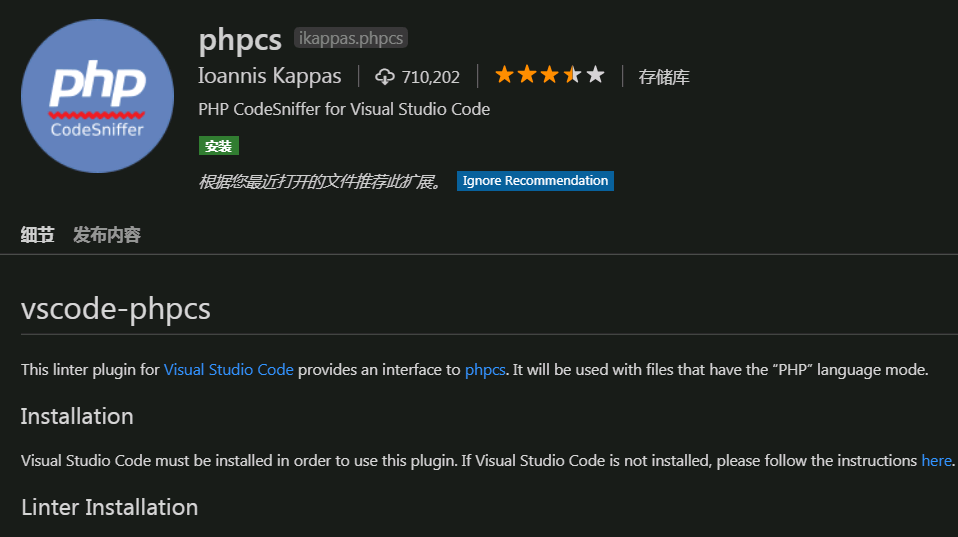 php
CodeSniffer
phpcs ikappas.phpcs
Ioannis Kappas 710,202 存储库
PHP CodeSniffer for Visual Studio Code
安装
根据您最近打开的文件推荐此扩展。 Ignore Recommendation
细节 发布内容
vscode-phpcs
This linter plugin for Visual Studio Code provides an interface to phpcs. It will be used with files that have the “PHP” language mode.
Installation
Visual Studio Code must be installed in order to use this plugin. If Visual Studio Code is not installed, please follow the instructions here.
Linter Installation